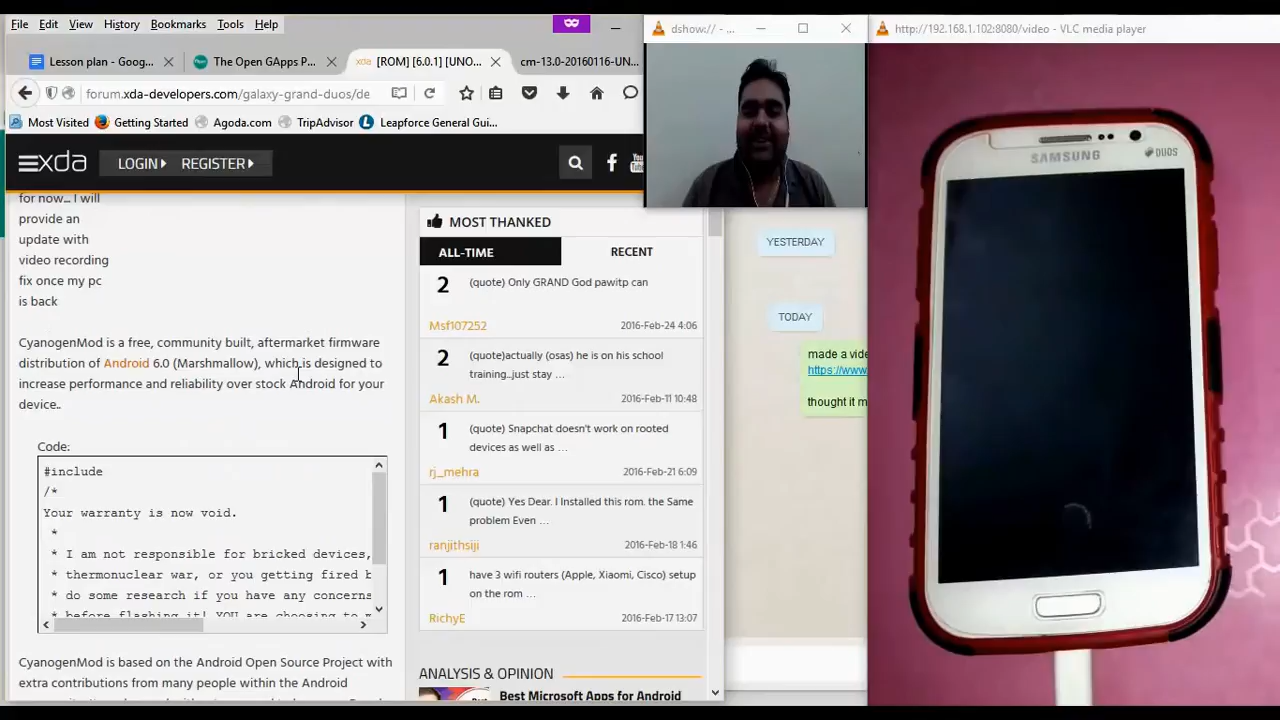 File Edit View History Bookmarks Tools Help
Lesson plan - Goog...
The Open GApps P...
xda [ROM] [6.0.1] [UNO...
cm-13.0-20160116-UN...
forum.xda-developers.com/galaxy-grand-duos/de
Most Visited Getting Started Agoda.com TripAdvisor Leapforce General Gui...
xda LOGIN REGISTER
for now... I will
provide an
update with
video recording
fix once my pc
is back
CyanogenMod is a free, community built, aftermarket firmware
distribution of Android 6.0 (Marshmallow), which is designed to
increase performance and reliability over stock Android for your
device..
Code:
#include
/*
Your warranty is now void.
*
* I am not responsible for bricked devices,
* thermonuclear war, or you getting fired b
* do some research if you have any concerns
* before flashing it! YOU are choosing to m
CyanogenMod is based on the Android Open Source Project with
extra contributions from many people within the Android
MOST THANKED
ALL-TIME RECENT
2 (quote) Only GRAND God pawitp can
Msf107252 2016-Feb-24 4:06
2 (quote)actually (osas) he is on his school
training...just stay ...
Akash M. 2016-Feb-11 10:48
1 (quote) Snapchat doesn't work on rooted
devices as well as ...
rj_mehra 2016-Feb-21 6:09
1 (quote) Yes Dear. I Installed this rom. the Same
problem Even ...
ranjithsiji 2016-Feb-18 1:46
1 have 3 wifi routers (Apple, Xiaomi, Cisco) setup
on the rom ...
RichyE 2016-Feb-17 13:07
ANALYSIS & OPINION
Best Microsoft Apps for Android
dshow:// - ...
YESTERDAY
TODAY
made a vide
https://www
thought it m
http://192.168.1.102:8080/video - VLC media player
SAMSUNG DUOS